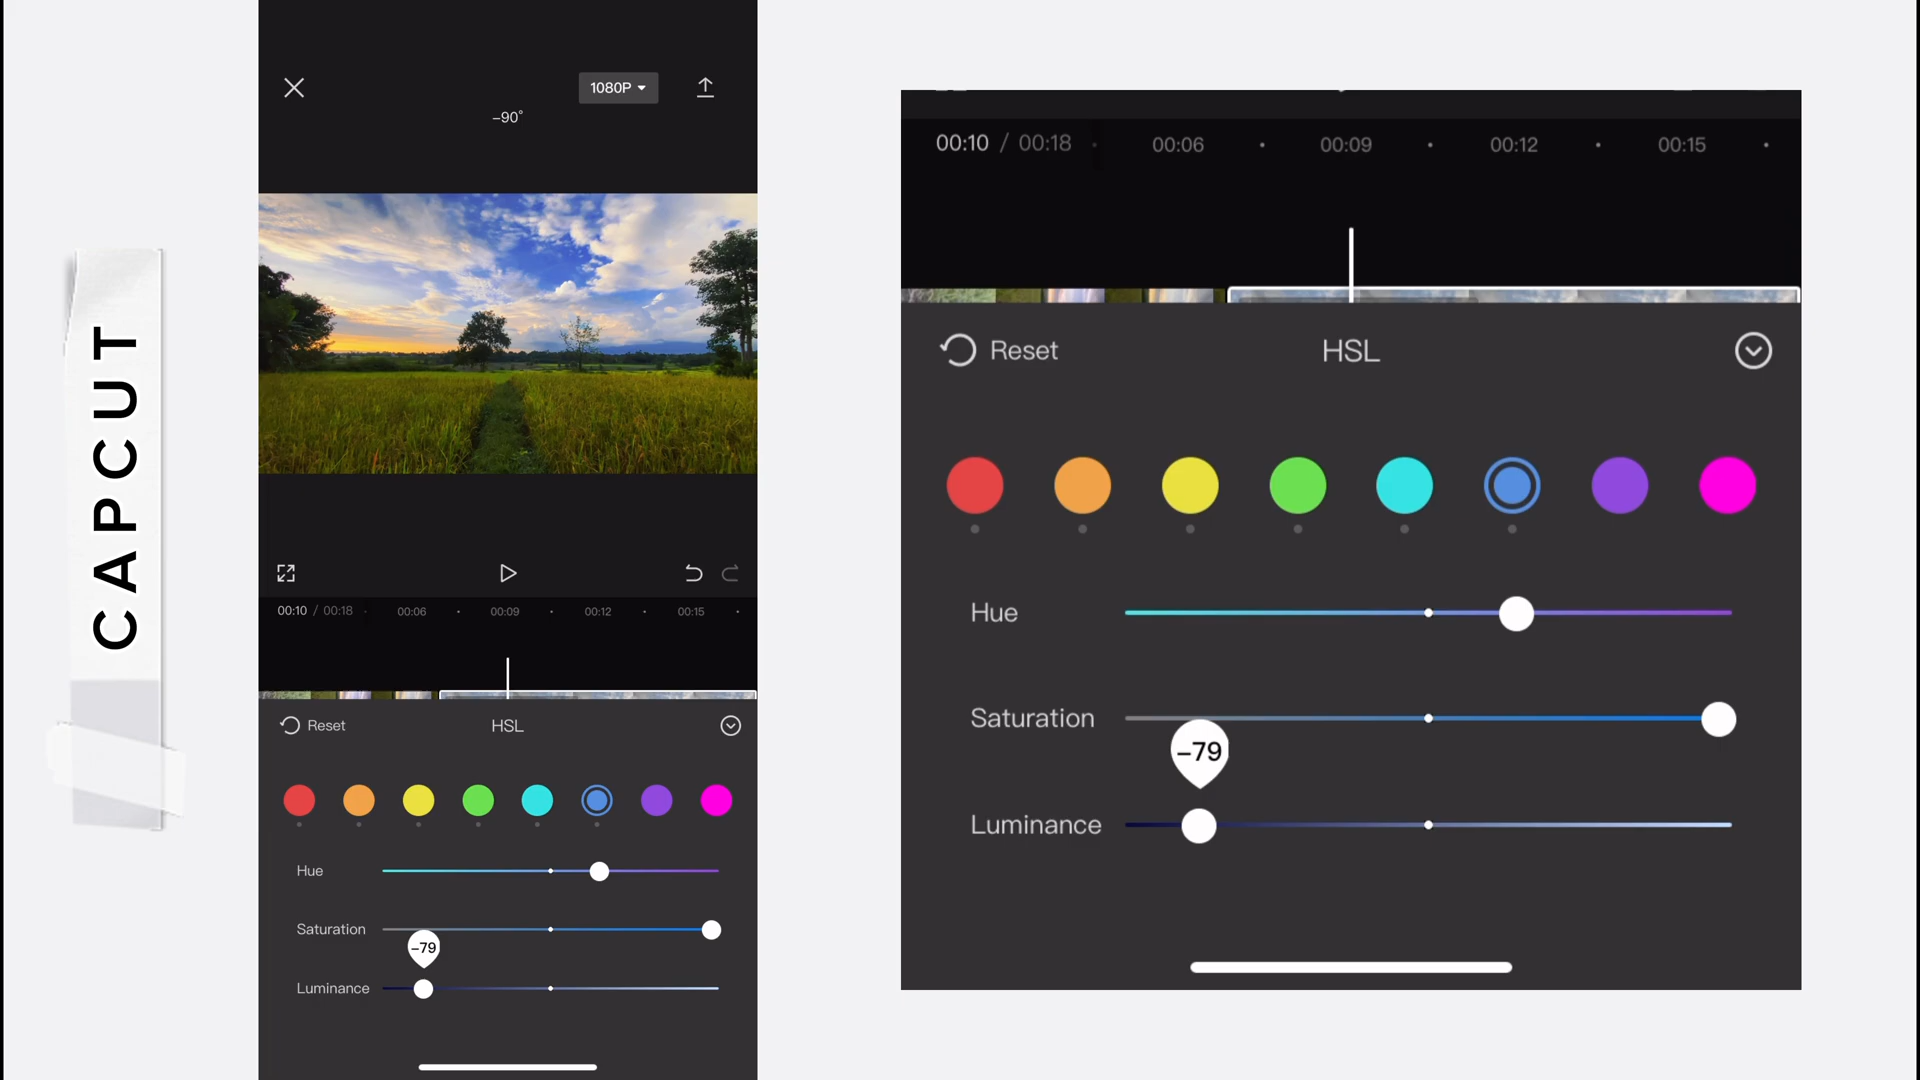 CAPCUT
1080P
–90°
00:10 / 00:18 00:06 00:09 00:12 00:15
Reset HSL
Hue
Saturation
–79
Luminance
00:10 / 00:18 00:06 00:09 00:12 00:15
Reset HSL
Hue
Saturation
–79
Luminance